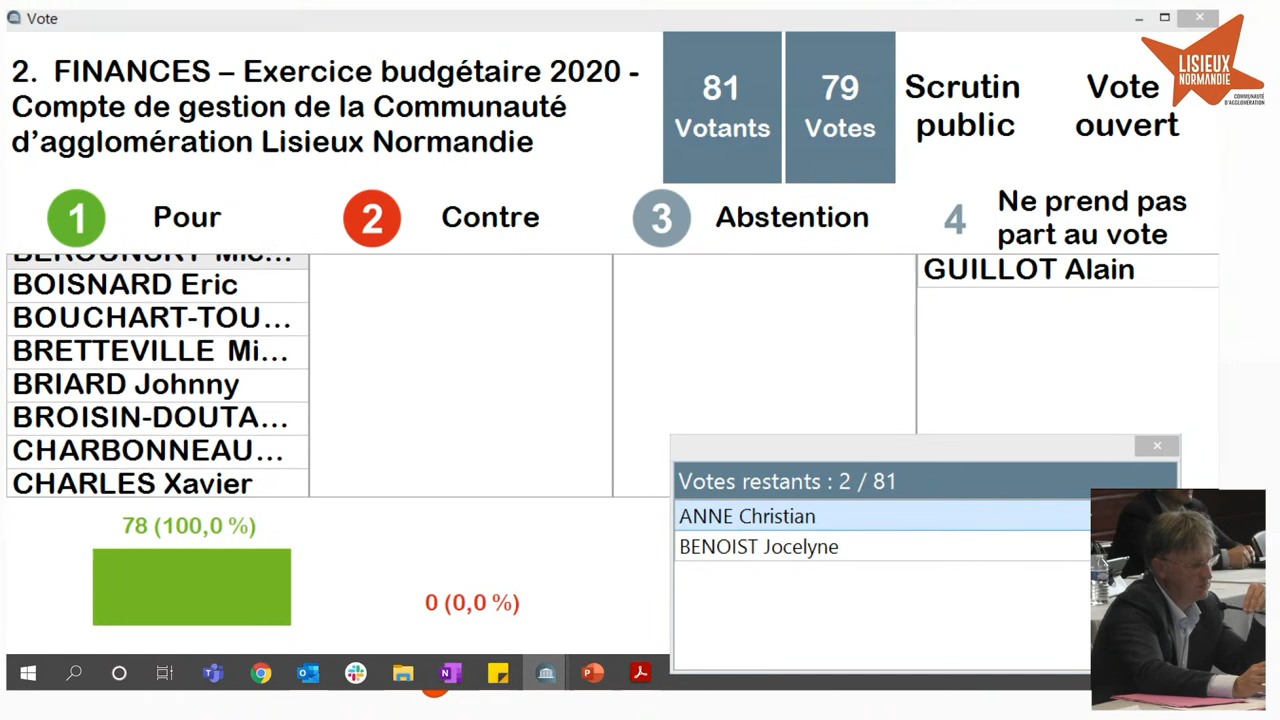 Vote
2. FINANCES – Exercice budgétaire 2020 -
Compte de gestion de la Communauté
d'agglomération Lisieux Normandie
81
Votants
79
Votes
Scrutin
public
Vote
ouvert
LISIEUX
NORMANDIE
COMMUNAUTÉ
D'AGGLOMÉRATION
1 Pour
2 Contre
3 Abstention
4 Ne prend pas
part au vote
BOISNARD Eric
BOUCHART-TOU...
BRETTEVILLE Mi...
BRIARD Johnny
BROISIN-DOUTA...
CHARBONNEAU...
CHARLES Xavier
GUILLOT Alain
78 (100,0 %)
0 (0,0 %)
Votes restants : 2 / 81
ANNE Christian
BENOIST Jocelyne